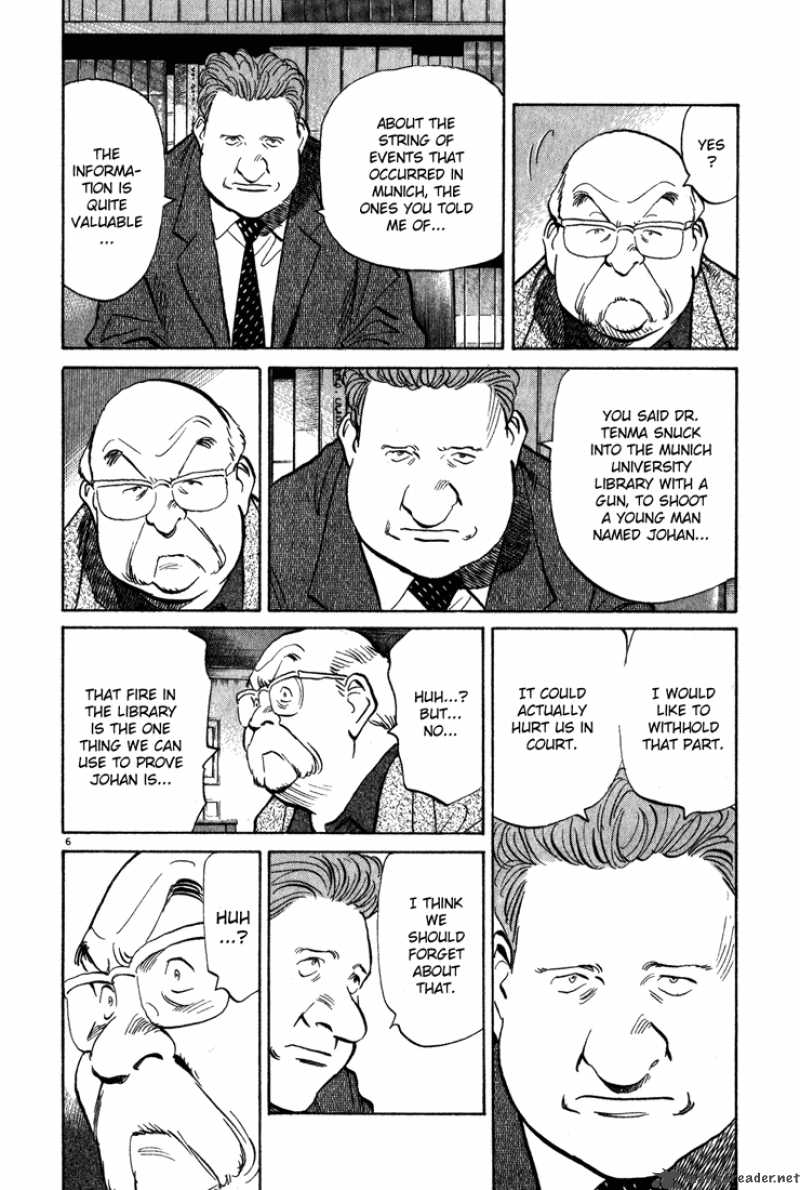 YES
?
ABOUT THE
STRING OF
EVENTS THAT
OCCURRED IN
MUNICH, THE
ONES YOU TOLD
ME OF...
THE
INFORMA-
TION IS
QUITE
VALUABLE
...
YOU SAID DR.
TENMA SNUCK
INTO THE MUNICH
UNIVERSITY
LIBRARY WITH A
GUN, TO SHOOT
A YOUNG MAN
NAMED JOHAN...
I WOULD
LIKE TO
WITHHOLD
THAT PART.
IT COULD
ACTUALLY
HURT US IN
COURT.
HUH...?
BUT...
NO...
THAT FIRE IN
THE LIBRARY
IS THE ONE
THING WE CAN
USE TO PROVE
JOHAN IS...
I THINK
WE
SHOULD
FORGET
ABOUT
THAT.
HUH
...?
6
reader.net